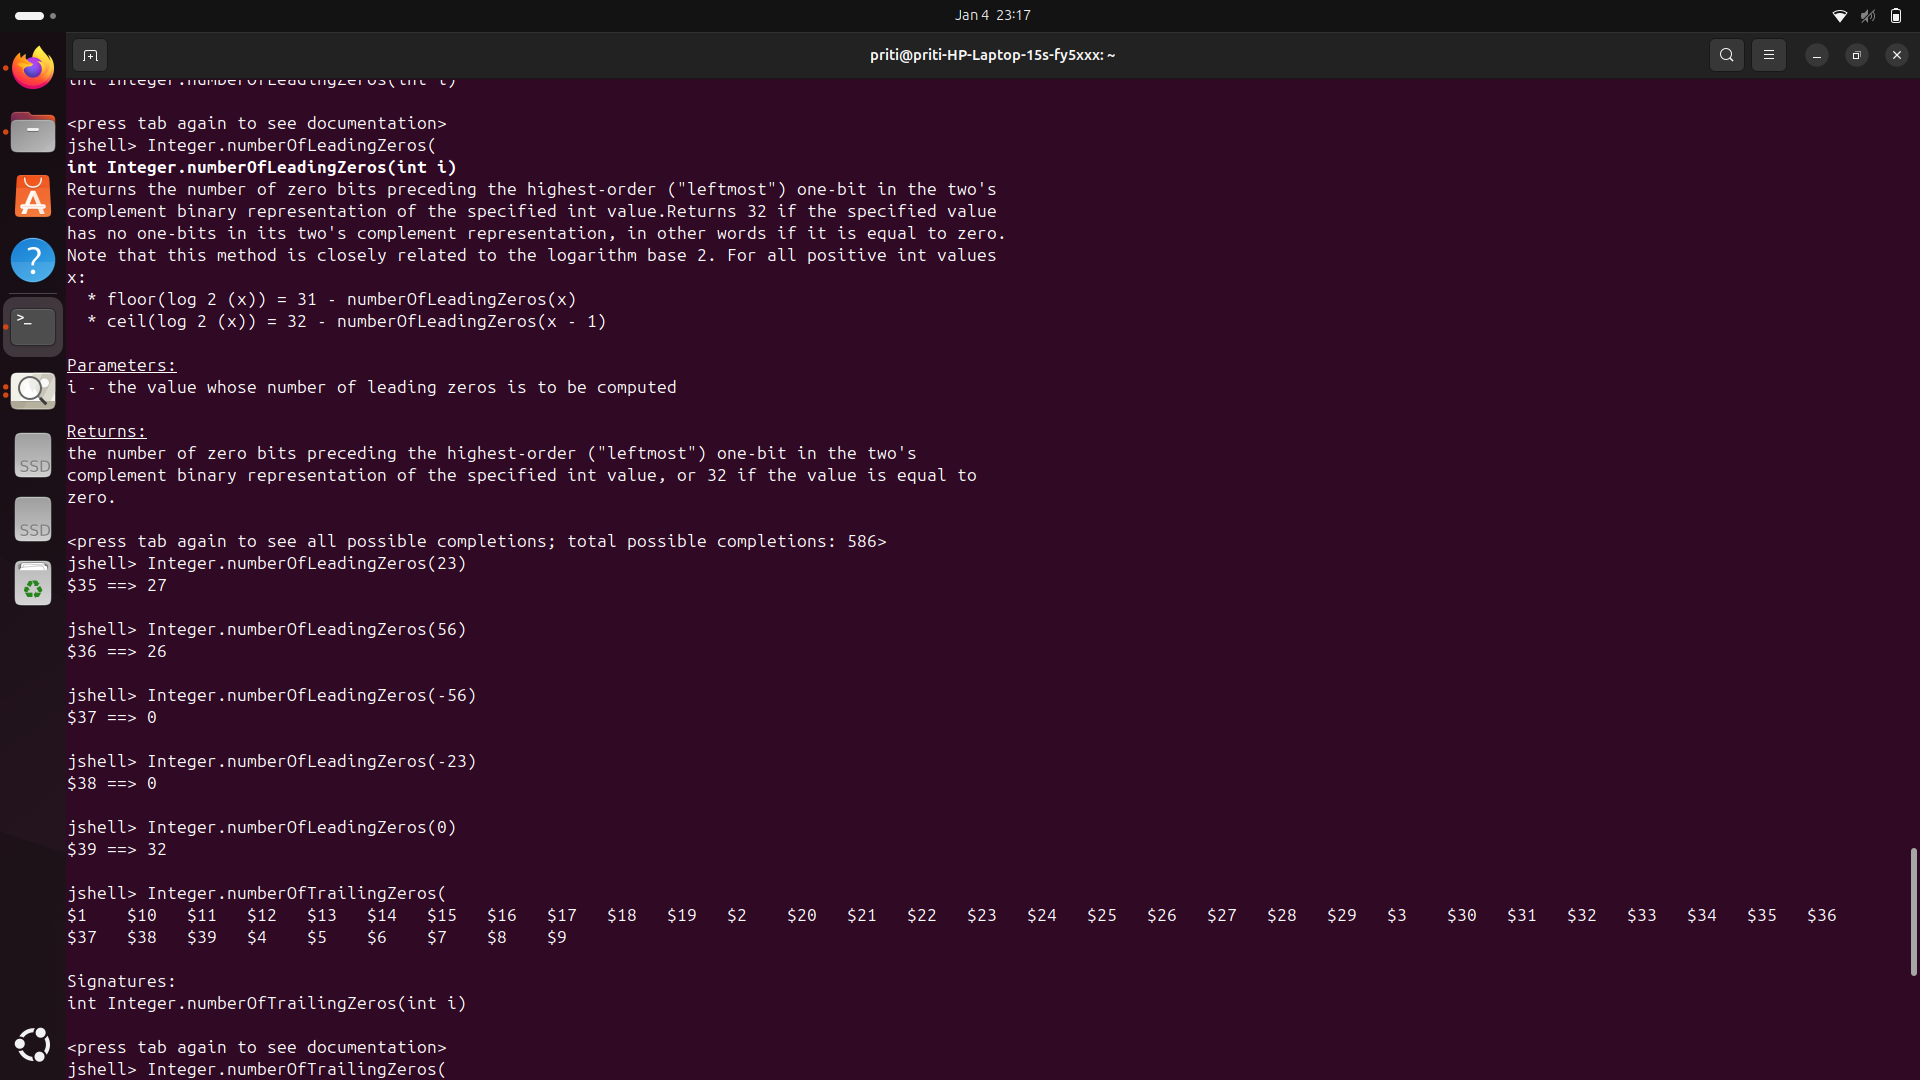 Jan 4 23:17
priti@priti-HP-Laptop-15s-fy5xxx: ~
int Integer.numberOfLeadingZeros(int i)
<press tab again to see documentation>
jshell> Integer.numberOfLeadingZeros(
int Integer.numberOfLeadingZeros(int i)
Returns the number of zero bits preceding the highest-order ("leftmost") one-bit in the two's
complement binary representation of the specified int value.Returns 32 if the specified value
has no one-bits in its two's complement representation, in other words if it is equal to zero.
Note that this method is closely related to the logarithm base 2. For all positive int values
x:
  * floor(log 2 (x)) = 31 - numberOfLeadingZeros(x)
  * ceil(log 2 (x)) = 32 - numberOfLeadingZeros(x - 1)
Parameters:
i - the value whose number of leading zeros is to be computed
Returns:
the number of zero bits preceding the highest-order ("leftmost") one-bit in the two's
complement binary representation of the specified int value, or 32 if the value is equal to
zero.
<press tab again to see all possible completions; total possible completions: 586>
jshell> Integer.numberOfLeadingZeros(23)
$35 ==> 27
jshell> Integer.numberOfLeadingZeros(56)
$36 ==> 26
jshell> Integer.numberOfLeadingZeros(-56)
$37 ==> 0
jshell> Integer.numberOfLeadingZeros(-23)
$38 ==> 0
jshell> Integer.numberOfLeadingZeros(0)
$39 ==> 32
jshell> Integer.numberOfTrailingZeros(
$1 $10 $11 $12 $13 $14 $15 $16 $17 $18 $19 $2 $20 $21 $22 $23 $24 $25 $26 $27 $28 $29 $3 $30 $31 $32 $33 $34 $35 $36
$37 $38 $39 $4 $5 $6 $7 $8 $9
Signatures:
int Integer.numberOfTrailingZeros(int i)
<press tab again to see documentation>
jshell> Integer.numberOfTrailingZeros(
SSD
SSD